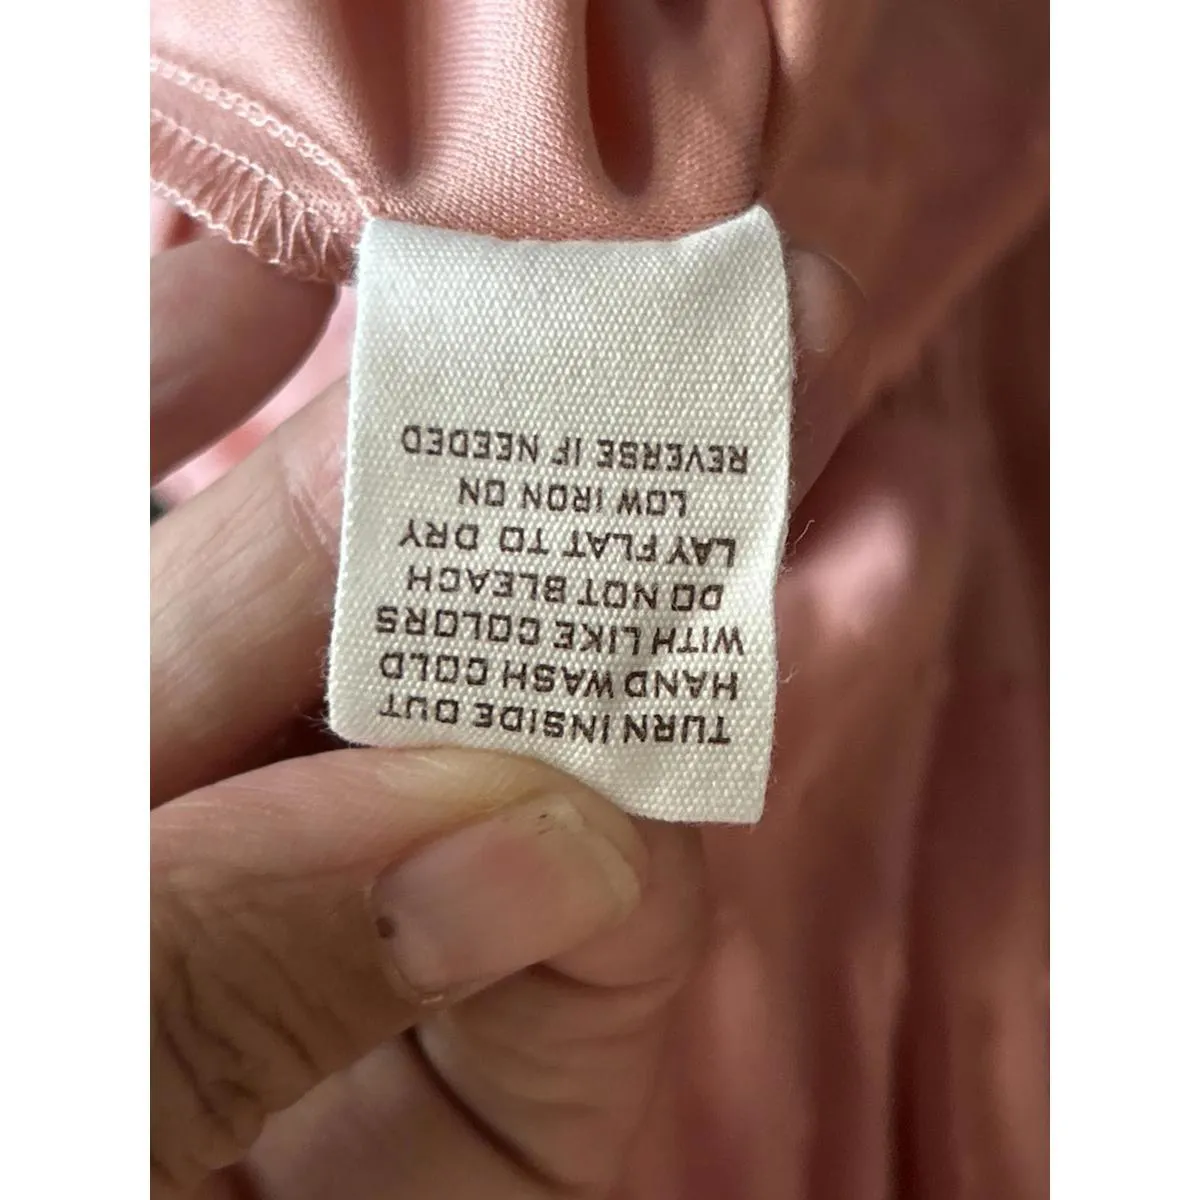 TURN INSIDE OUT
HAND WASH COLD
WITH LIKE COLORS
DO NOT BLEACH
LAY FLAT TO DRY
LOW IRON ON
REVERSE IF NEEDED